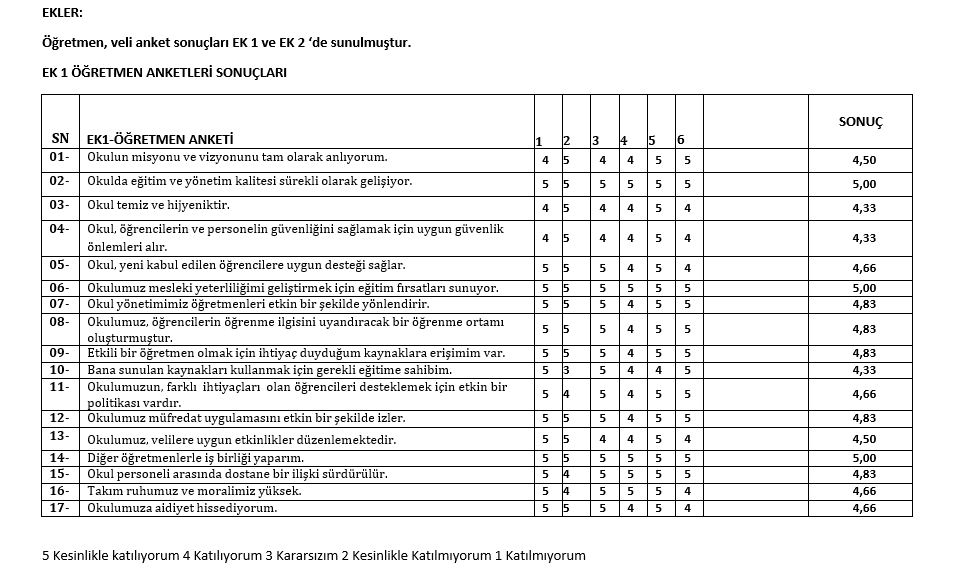 EKLER:
Öğretmen, veli anket sonuçları EK 1 ve EK 2 ‘de sunulmuştur.
EK 1 ÖĞRETMEN ANKETLERİ SONUÇLARI
SN EK1-ÖĞRETMEN ANKETİ 1 2 3 4 5 6 SONUÇ
01- Okulun misyonu ve vizyonunu tam olarak anlıyorum. 4 5 4 4 5 5 4,50
02- Okulda eğitim ve yönetim kalitesi sürekli olarak gelişiyor. 5 5 5 5 5 5 5,00
03- Okul temiz ve hijyeniktir. 4 5 4 4 5 4 4,33
04- Okul, öğrencilerin ve personelin güvenliğini sağlamak için uygun güvenlik
önlemleri alır. 4 5 4 4 5 4 4,33
05- Okul, yeni kabul edilen öğrencilere uygun desteği sağlar. 5 5 5 4 5 4 4,66
06- Okulumuz mesleki yeterliliğimi geliştirmek için eğitim fırsatları sunuyor. 5 5 5 5 5 5 5,00
07- Okul yönetimimiz öğretmenleri etkin bir şekilde yönlendirir. 5 5 5 4 5 5 4,83
08- Okulumuz, öğrencilerin öğrenme ilgisini uyandıracak bir öğrenme ortamı
oluşturmuştur. 5 5 5 4 5 5 4,83
09- Etkili bir öğretmen olmak için ihtiyaç duyduğum kaynaklara erişimim var. 5 5 5 4 5 5 4,83
10- Bana sunulan kaynakları kullanmak için gerekli eğitime sahibim. 5 3 5 4 4 5 4,33
11- Okulumuzun, farklı ihtiyaçları olan öğrencileri desteklemek için etkin bir
politikası vardır. 5 4 5 4 5 5 4,66
12- Okulumuz müfredat uygulamasını etkin bir şekilde izler. 5 5 5 4 5 5 4,83
13- Okulumuz, velilere uygun etkinlikler düzenlemektedir. 5 5 4 4 5 4 4,50
14- Diğer öğretmenlerle iş birliği yaparım. 5 5 5 5 5 5 5,00
15- Okul personeli arasında dostane bir ilişki sürdürülür. 5 4 5 5 5 5 4,83
16- Takım ruhumuz ve moralimiz yüksek. 5 4 5 5 5 4 4,66
17- Okulumuza aidiyet hissediyorum. 5 5 5 4 5 4 4,66
5 Kesinlikle katılıyorum 4 Katılıyorum 3 Kararsızım 2 Kesinlikle Katılmıyorum 1 Katılmıyorum